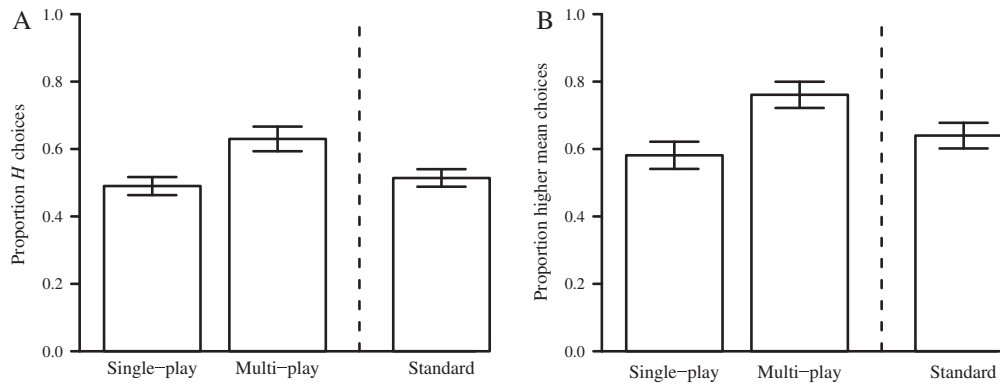 A
Proportion H choices
1.0
0.8
0.6
0.4
0.2
0.0
Single−play
Multi−play
Standard
B
Proportion higher mean choices
1.0
0.8
0.6
0.4
0.2
0.0
Single−play
Multi−play
Standard